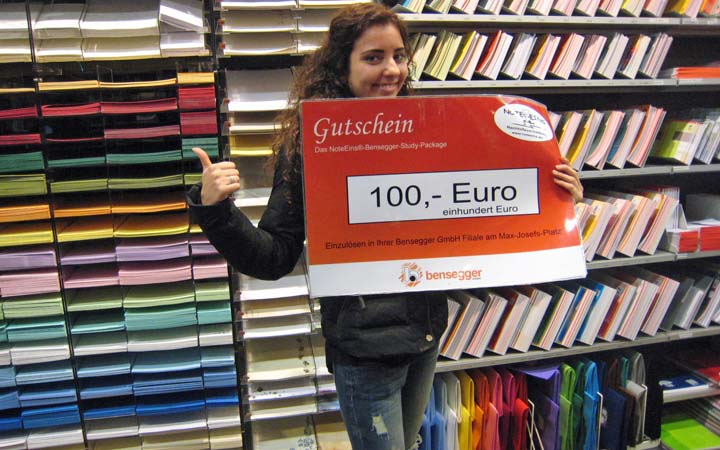 Gutschein
Das NoteEins®-Bensegger-Study-Package
100,- Euro
einhundert Euro
Einzulösen in Ihrer Bensegger GmbH Filiale am Max-Josefs-Platz
bensegger